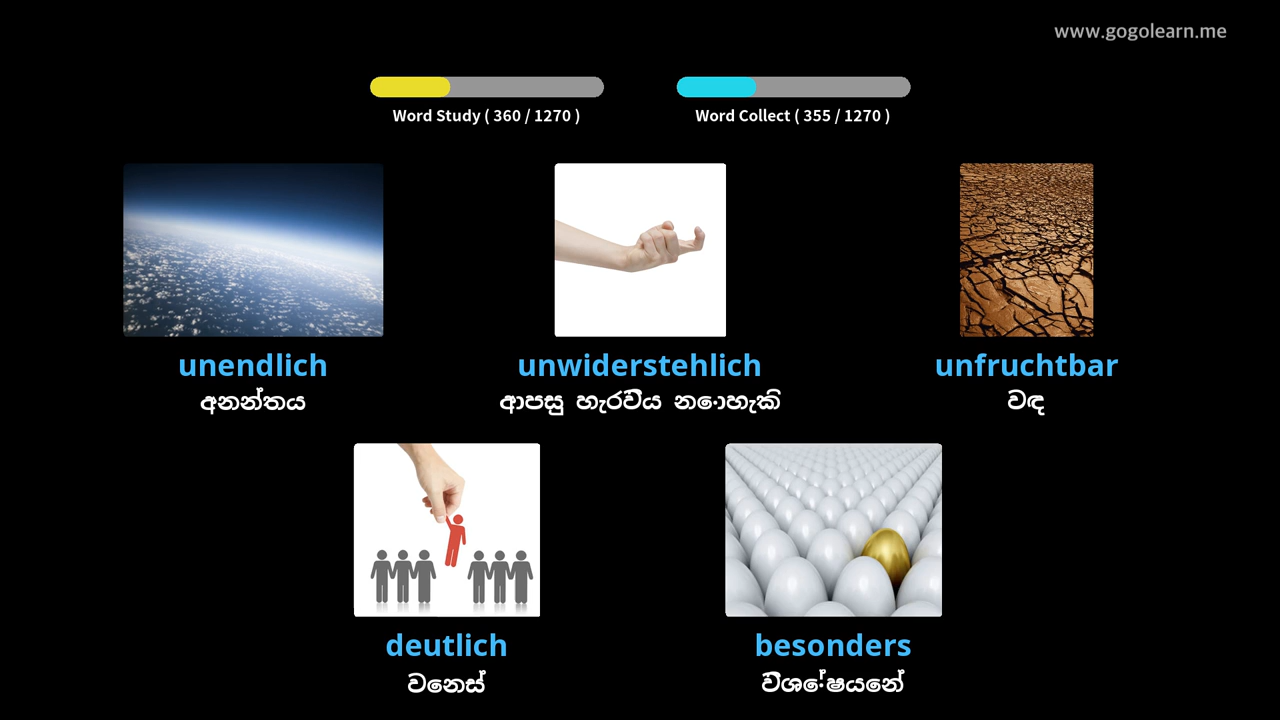 www.gogolearn.me
Word Study ( 360 / 1270 )
Word Collect ( 355 / 1270 )
unendlich
අනන්තය
unwiderstehlich
ආපසු හැරවීය නොහැකි
unfruchtbar
වඳ
deutlich
වෙනස්
besonders
විශේෂයෙන්